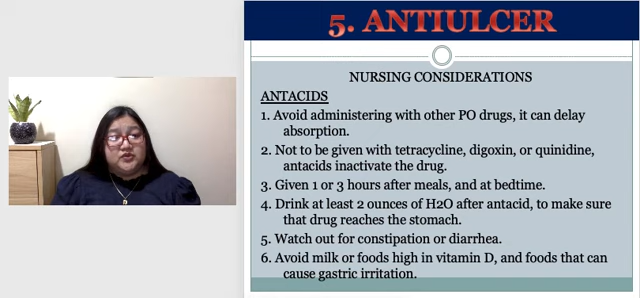 5. ANTIULCER
NURSING CONSIDERATIONS
ANTACIDS
1. Avoid administering with other PO drugs, it can delay
absorption.
2. Not to be given with tetracycline, digoxin, or quinidine,
antacids inactivate the drug.
3. Given 1 or 3 hours after meals, and at bedtime.
4. Drink at least 2 ounces of H2O after antacid, to make sure
that drug reaches the stomach.
5. Watch out for constipation or diarrhea.
6. Avoid milk or foods high in vitamin D, and foods that can
cause gastric irritation.